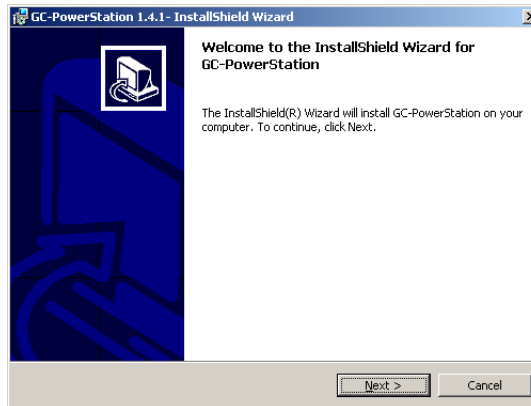 GC-PowerStation 1.4.1- InstallShield Wizard
Welcome to the InstallShield Wizard for
GC-PowerStation
The InstallShield(R) Wizard will install GC-PowerStation on your
computer. To continue, click Next.
Next >
Cancel